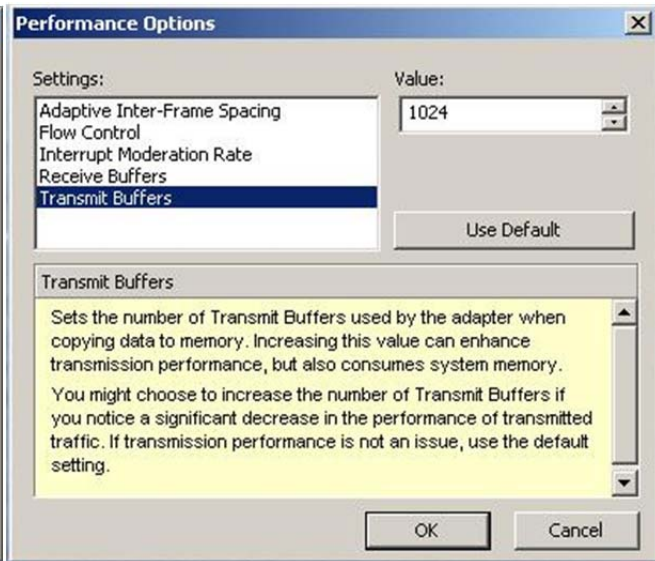 Performance Options
Settings:
Value:
Adaptive Inter-Frame Spacing
Flow Control
Interrupt Moderation Rate
Receive Buffers
Transmit Buffers
1024
Use Default
Transmit Buffers
Sets the number of Transmit Buffers used by the adapter when
copying data to memory. Increasing this value can enhance
transmission performance, but also consumes system memory.
You might choose to increase the number of Transmit Buffers if
you notice a significant decrease in the performance of transmitted
traffic. If transmission performance is not an issue, use the default
setting.
OK
Cancel